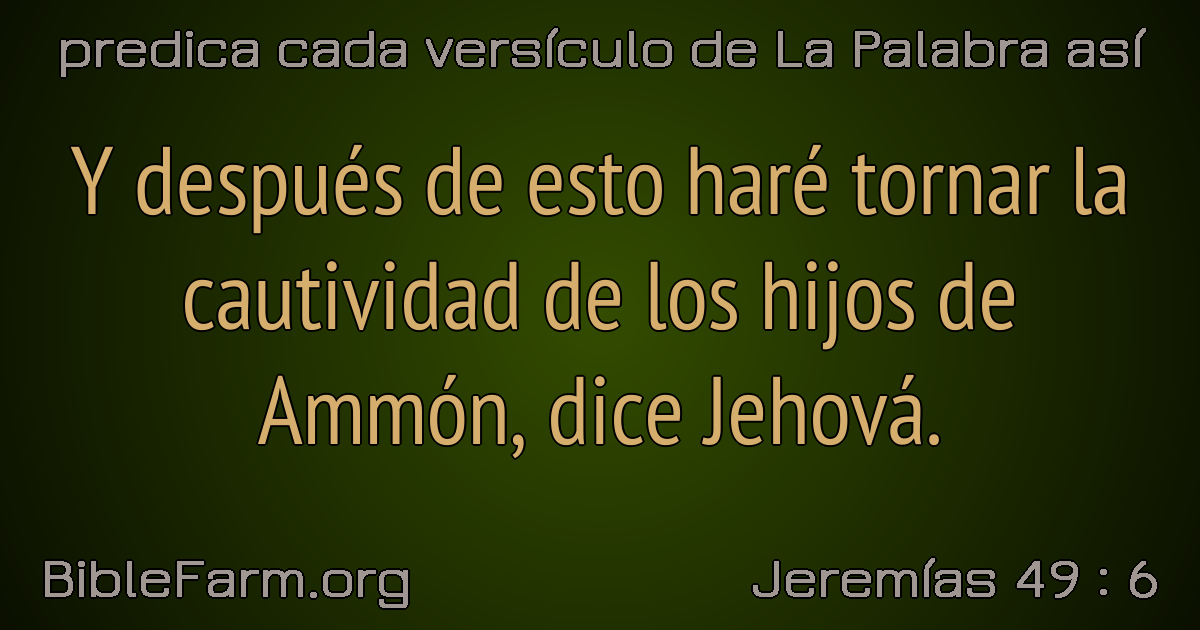 predica cada versículo de La Palabra así
Y después de esto haré tornar la
cautividad de los hijos de
Ammón, dice Jehová.
BibleFarm.org
Jeremías 49 : 6